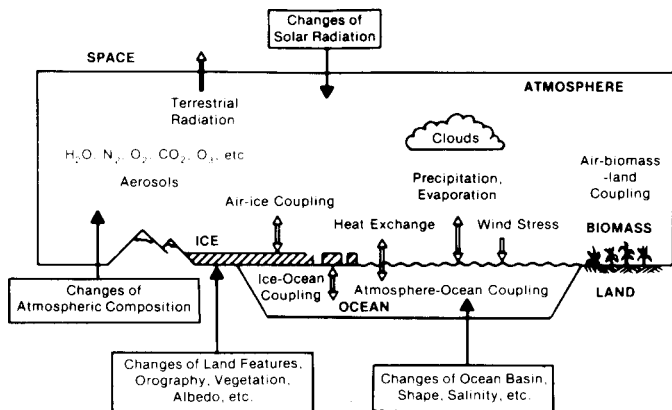 Changes of
Solar Radiation
SPACE
ATMOSPHERE
Terrestrial
Radiation
H₂O, N₂, O₂, CO₂, O₃, etc
Aerosols
Clouds
Precipitation,
Evaporation
Air-biomass
-land
Coupling
Air-ice Coupling
ICE
Heat Exchange
Wind Stress
BIOMASS
LAND
Changes of
Atmospheric Composition
Ice-Ocean
Coupling
Atmosphere-Ocean Coupling
OCEAN
Changes of Land Features,
Orography, Vegetation,
Albedo, etc.
Changes of Ocean Basin,
Shape, Salinity, etc.